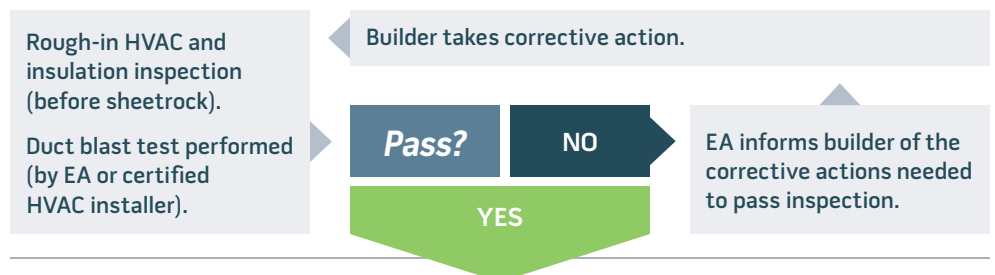 Rough-in HVAC and
insulation inspection
(before sheetrock).
Duct blast test performed
(by EA or certified
HVAC installer).
Builder takes corrective action.
Pass?
NO
EA informs builder of the
corrective actions needed
to pass inspection.
YES